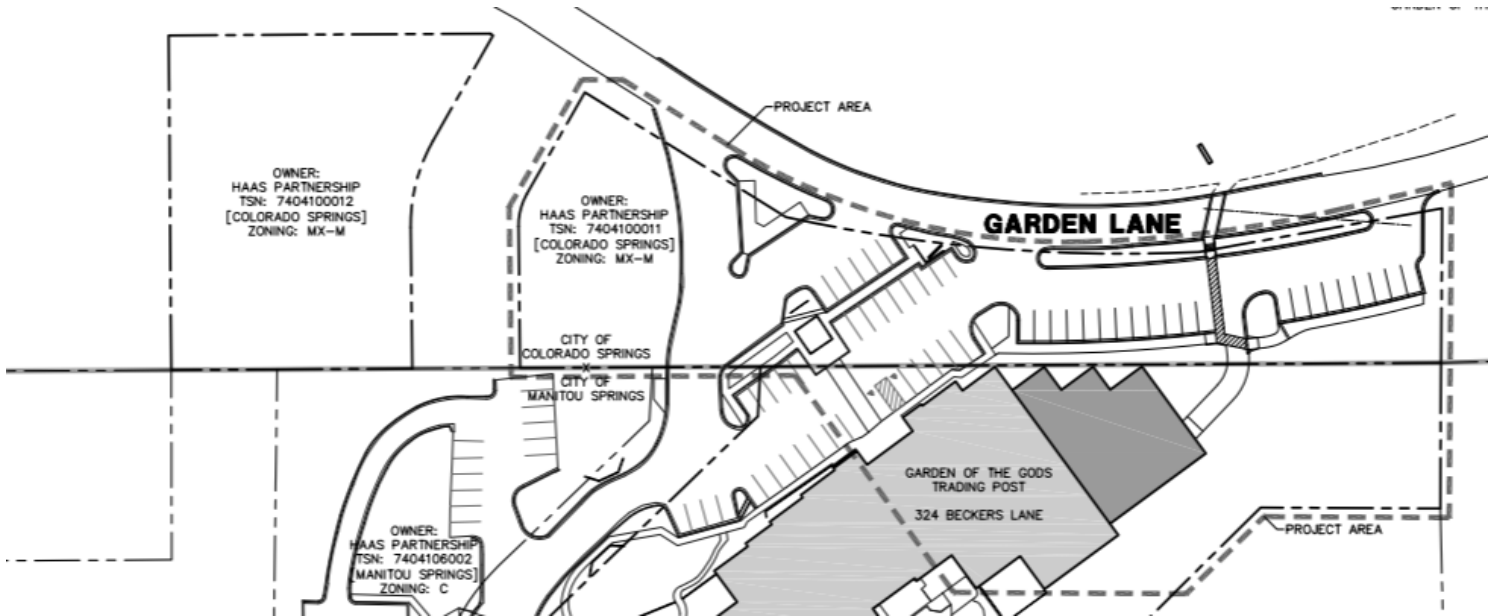 PROJECT AREA
OWNER:
HAAS PARTNERSHIP
TSN: 7404100012
[COLORADO SPRINGS]
ZONING: MX-M
OWNER:
HAAS PARTNERSHIP
TSN: 7404100011
[COLORADO SPRINGS]
ZONING: MX-M
GARDEN LANE
CITY OF
COLORADO SPRINGS
CITY OF
MANITOU SPRINGS
GARDEN OF THE GODS
TRADING POST
324 BECKERS LANE
PROJECT AREA
OWNER:
HAAS PARTNERSHIP
TSN: 7404106002
[MANITOU SPRINGS]
ZONING: C